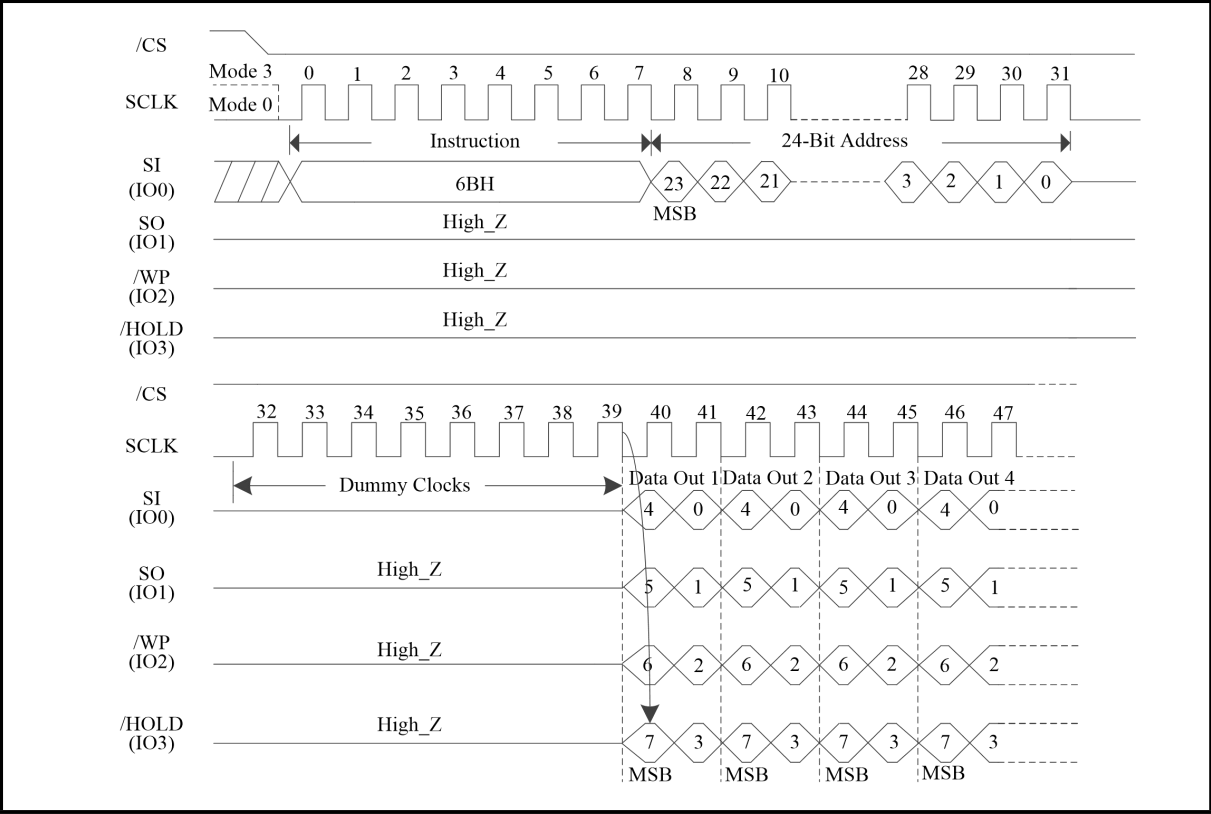 /CS
Mode 3 0 1 2 3 4 5 6 7 8 9 10 28 29 30 31
SCLK
Mode 0
Instruction 24-Bit Address
SI
(IO0)
6BH 23 22 21 3 2 1 0
MSB
SO
(IO1)
High_Z
/WP
(IO2)
High_Z
/HOLD
(IO3)
High_Z
/CS
32 33 34 35 36 37 38 39 40 41 42 43 44 45 46 47
SCLK
Dummy Clocks
Data Out 1 Data Out 2 Data Out 3 Data Out 4
SI
(IO0)
4 0 4 0 4 0 4 0
SO
(IO1)
High_Z
5 1 5 1 5 1 5 1
/WP
(IO2)
High_Z
6 2 6 2 6 2 6 2
/HOLD
(IO3)
High_Z
7 3 7 3 7 3 7 3
MSB MSB MSB MSB